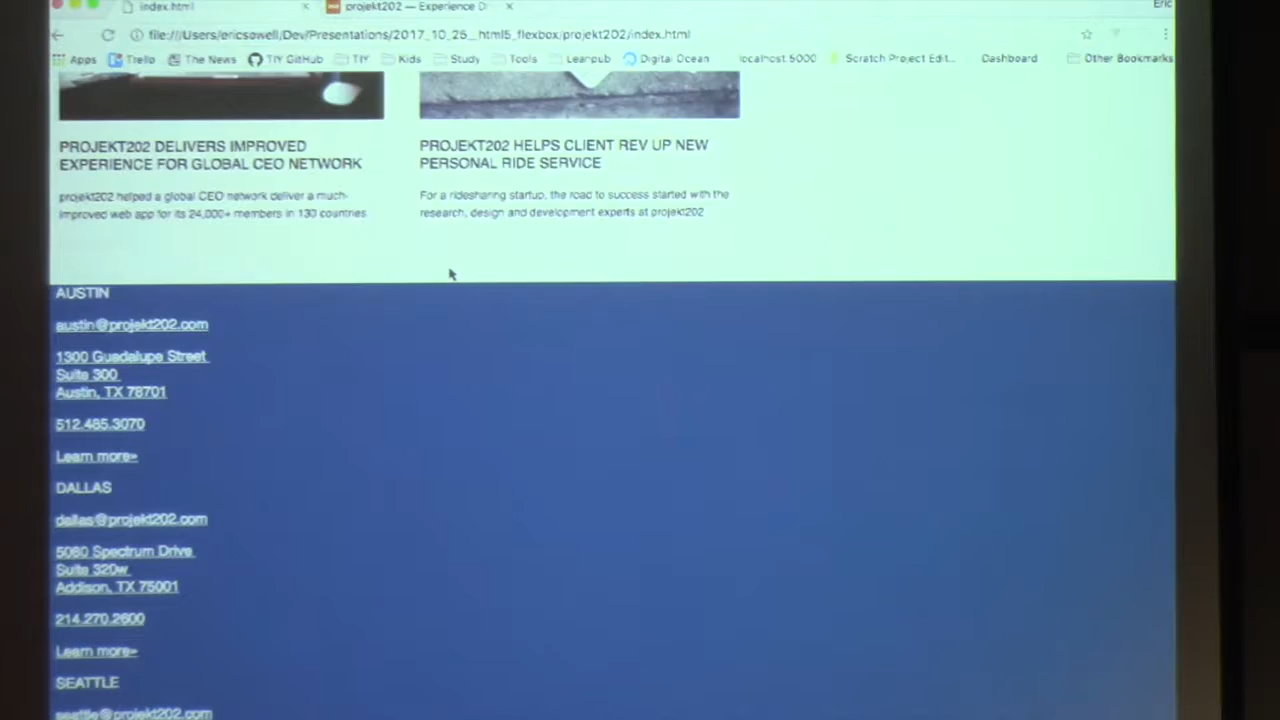 index.html
projekt202 — Experience D
Eric
file:///Users/ericsowell/Dev/Presentations/2017_10_25_html5_flexbox/projekt202/index.html
Apps Trello The News TIY GitHub TIY Kids Study Tools Leanpub Digital Ocean localhost:5000 Scratch Project Edit... Dashboard Other Bookmarks
PROJEKT202 DELIVERS IMPROVED
EXPERIENCE FOR GLOBAL CEO NETWORK
projekt202 helped a global CEO network deliver a much-
improved web app for its 24,000+ members in 130 countries
PROJEKT202 HELPS CLIENT REV UP NEW
PERSONAL RIDE SERVICE
For a ridesharing startup, the road to success started with the
research, design and development experts at projekt202
AUSTIN
austin@projekt202.com
1300 Guadalupe Street
Suite 300
Austin, TX 78701
512.485.3070
Learn more»
DALLAS
dallas@projekt202.com
5080 Spectrum Drive
Suite 320w
Addison, TX 75001
214.270.2600
Learn more»
SEATTLE
seattle@projekt202.com